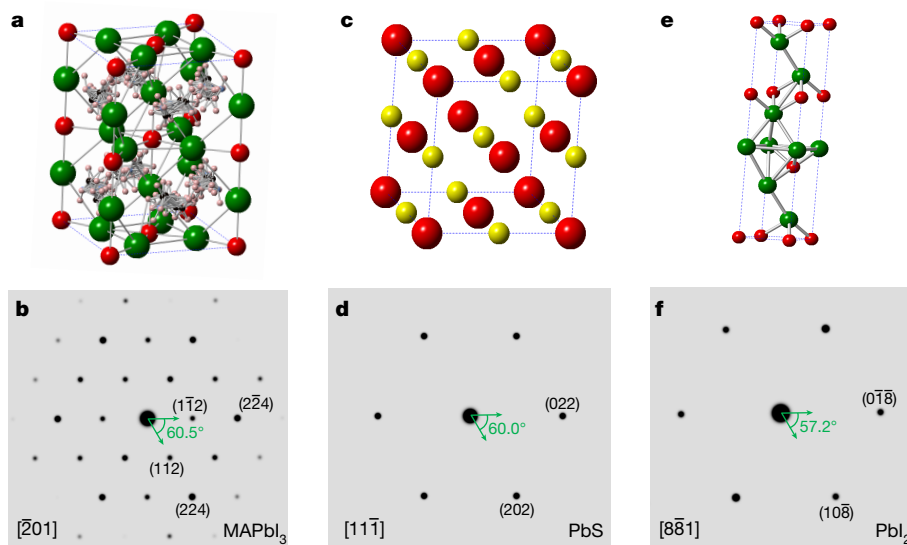 a
c
e
b
(11̅2)
(22̅4)
60.5°
(112)
(224)
[2̅01]
MAPbI₃
d
(022)
60.0°
(202)
[111̅]
PbS
f
(01̅8̅)
57.2°
(108̅)
[88̅1]
PbI₂